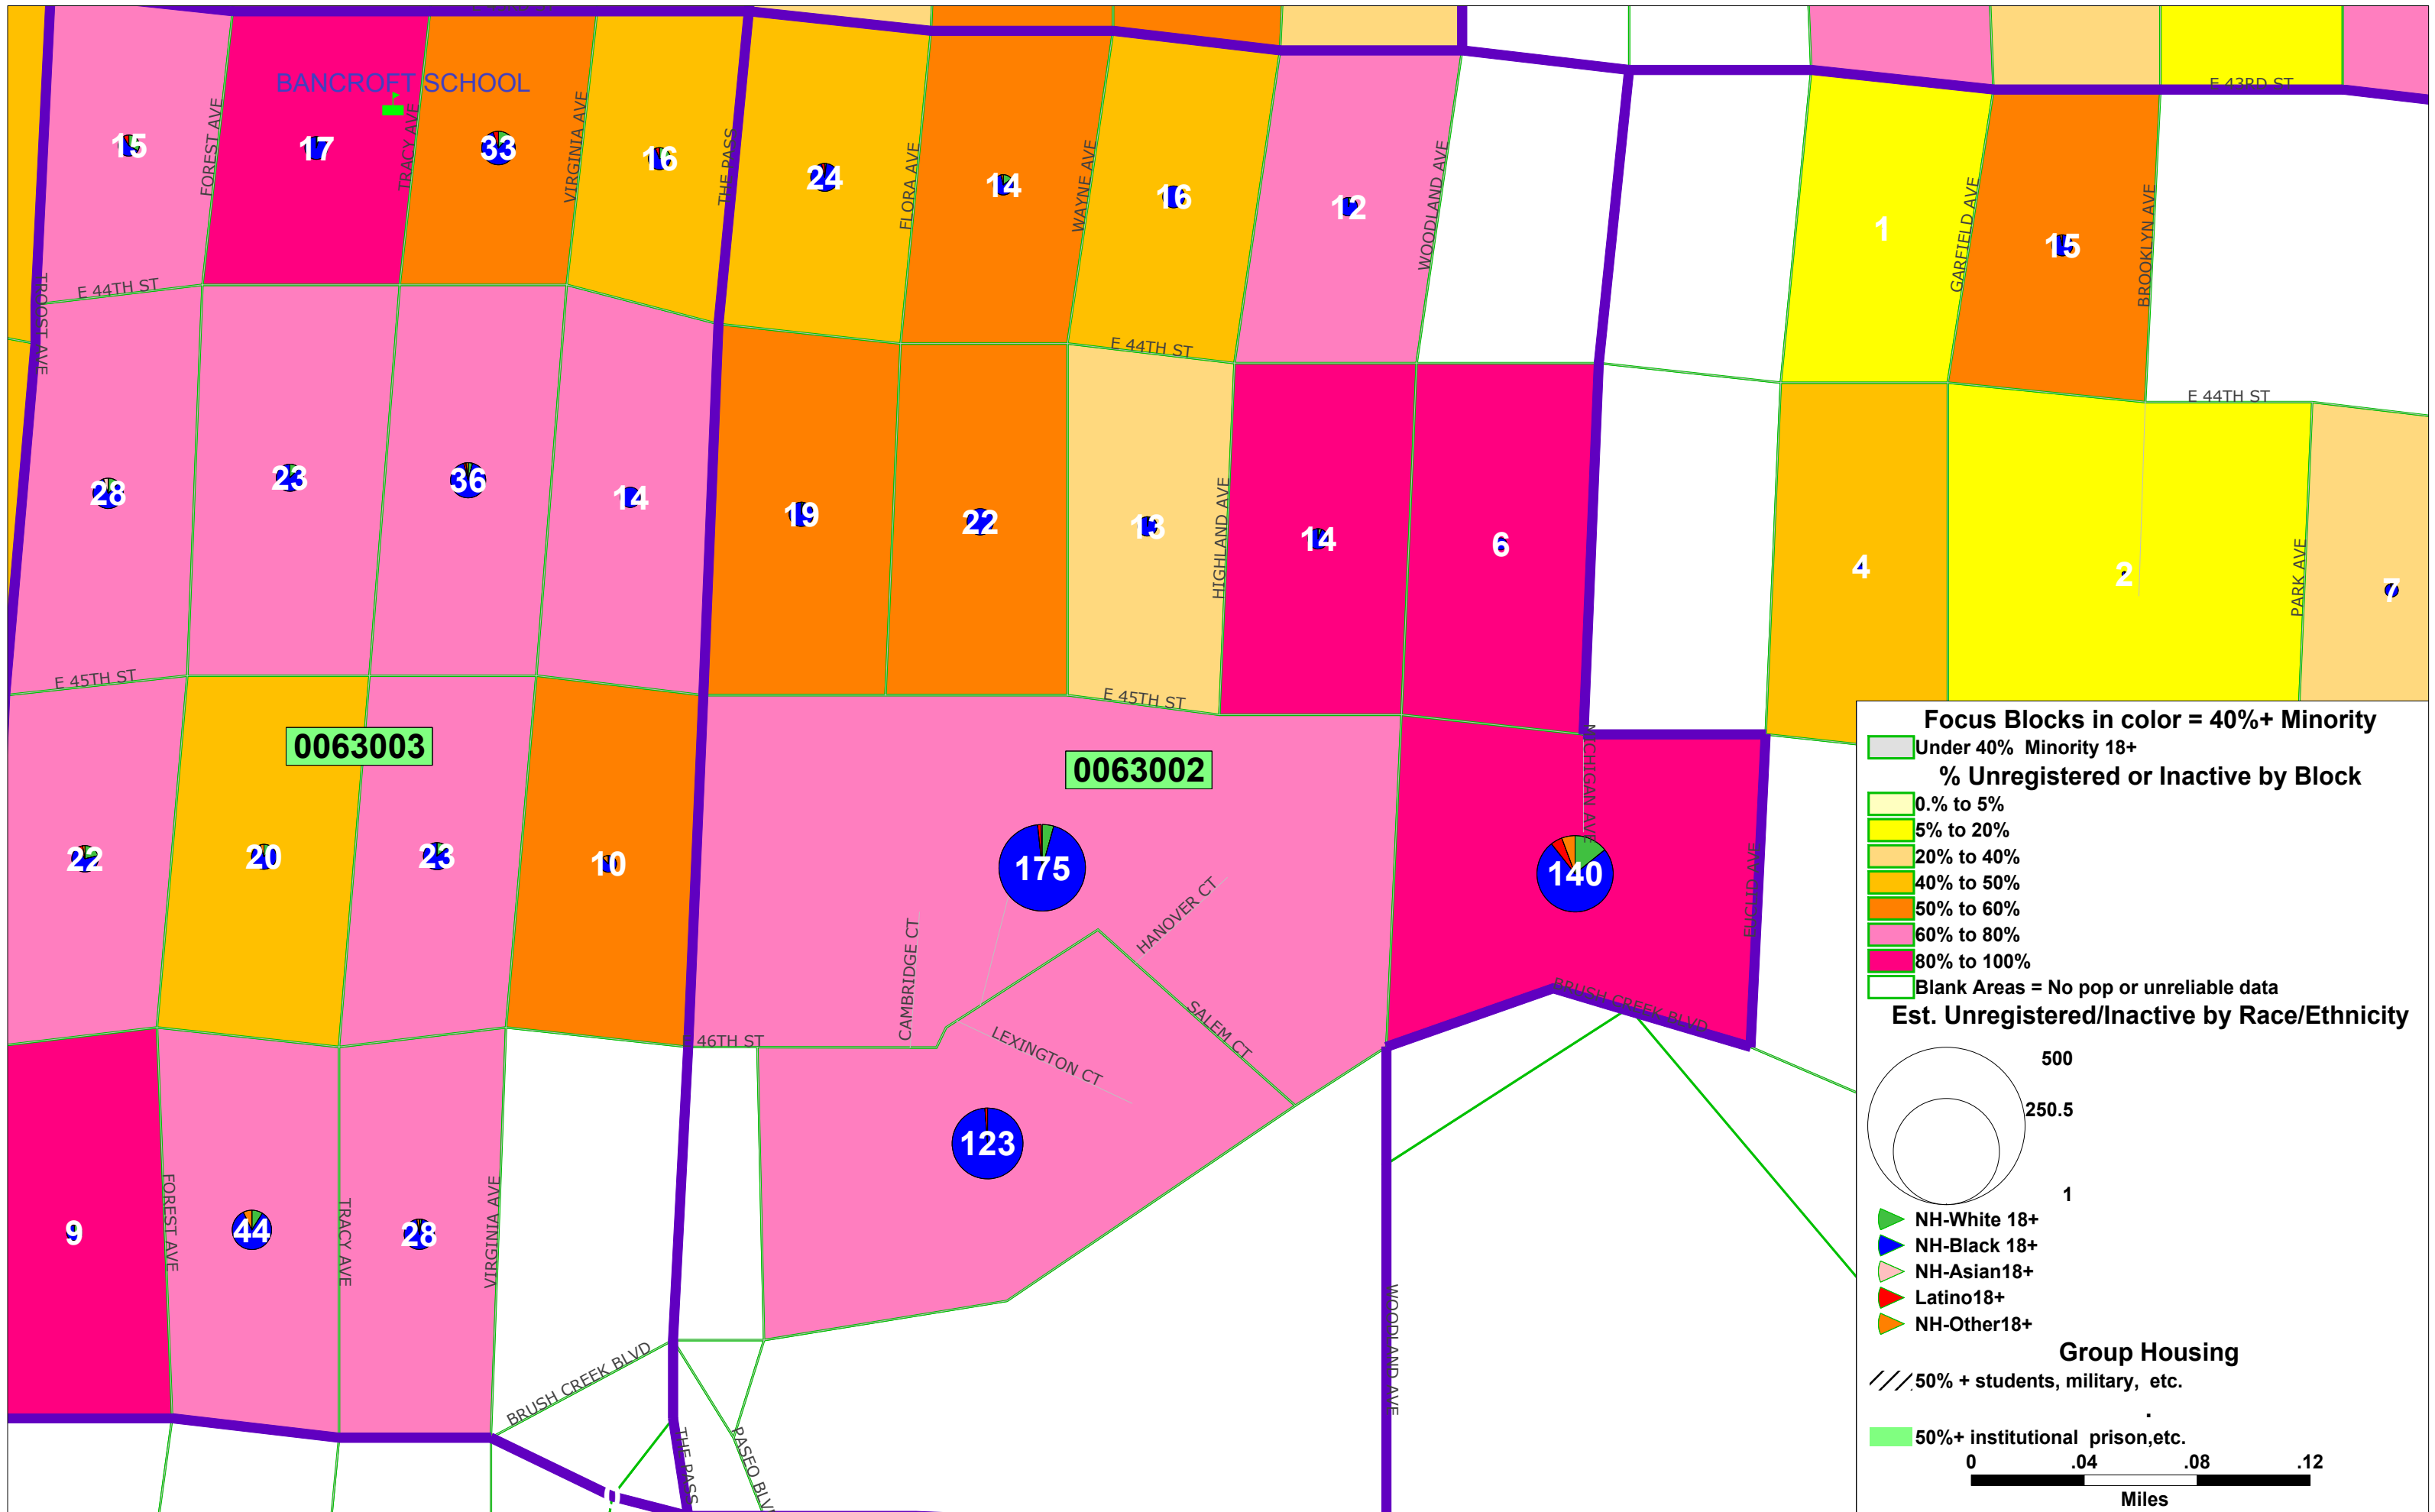 E 43RD ST
BANCROFT SCHOOL
E 43RD ST
15
17
33
16
24
14
16
12
1
15
FOREST AVE
TRACY AVE
VIRGINIA AVE
THE PASS
FLORA AVE
WAYNE AVE
WOODLAND AVE
GARFIELD AVE
BROOKLYN AVE
TROOST AVE
E 44TH ST
E 44TH ST
E 44TH ST
28
23
36
14
19
22
13
14
6
4
2
7
HIGHLAND AVE
PARK AVE
E 45TH ST
E 45TH ST
0063003
0063002
MICHIGAN AVE
22
20
23
10
175
140
EUCLID AVE
CAMBRIDGE CT
HANOVER CT
SALEM CT
LEXINGTON CT
E 46TH ST
BRUSH CREEK BLVD
9
44
28
123
FOREST AVE
TRACY AVE
VIRGINIA AVE
WOODLAND AVE
BRUSH CREEK BLVD
THE PASS
PASEO BLV
0
Focus Blocks in color = 40%+ Minority
Under 40% Minority 18+
% Unregistered or Inactive by Block
0.% to 5%
5% to 20%
20% to 40%
40% to 50%
50% to 60%
60% to 80%
80% to 100%
Blank Areas = No pop or unreliable data
Est. Unregistered/Inactive by Race/Ethnicity
500
250.5
1
NH-White 18+
NH-Black 18+
NH-Asian18+
Latino18+
NH-Other18+
Group Housing
50% + students, military, etc.
.
50%+ institutional prison,etc.
0 .04 .08 .12
Miles